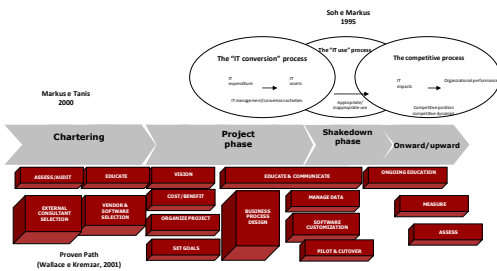 Soh e Markus
1995
The "IT conversion" process
IT
expenditure
IT
assets
IT management/conversion activities
The "IT use" process
Appropriate/
inappropriate use
The competitive process
IT
impacts
Organizational performance
Competitive position
competitive dynamics
Markus e Tanis
2000
Chartering
Project
phase
Shakedown
phase
Onward/upward
ASSESS/AUDIT
EDUCATE
VISION
EDUCATE & COMMUNICATE
ONGOING EDUCATION
EXTERNAL
CONSULTANT
SELECTION
VENDOR &
SOFTWARE
SELECTION
COST/BENEFIT
ORGANIZE PROJECT
SET GOALS
BUSINESS
PROCESS
DESIGN
MANAGE DATA
SOFTWARE
CUSTOMIZATION
PILOT & CUTOVER
MEASURE
ASSESS
Proven Path
(Wallace e Kremzar, 2001)